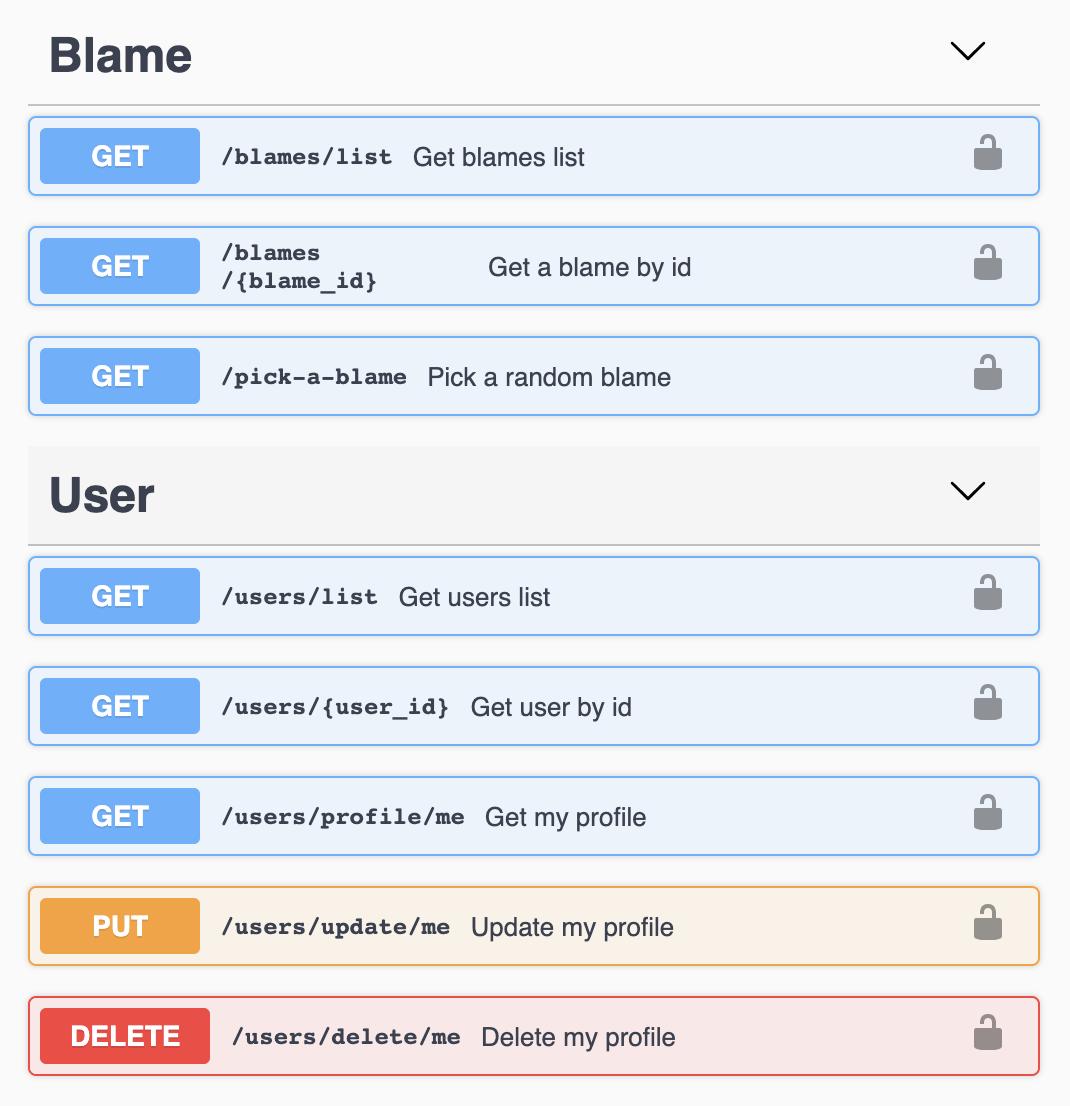 Blame
GET /blames/list Get blames list
GET /blames
/{blame_id} Get a blame by id
GET /pick-a-blame Pick a random blame
User
GET /users/list Get users list
GET /users/{user_id} Get user by id
GET /users/profile/me Get my profile
PUT /users/update/me Update my profile
DELETE /users/delete/me Delete my profile